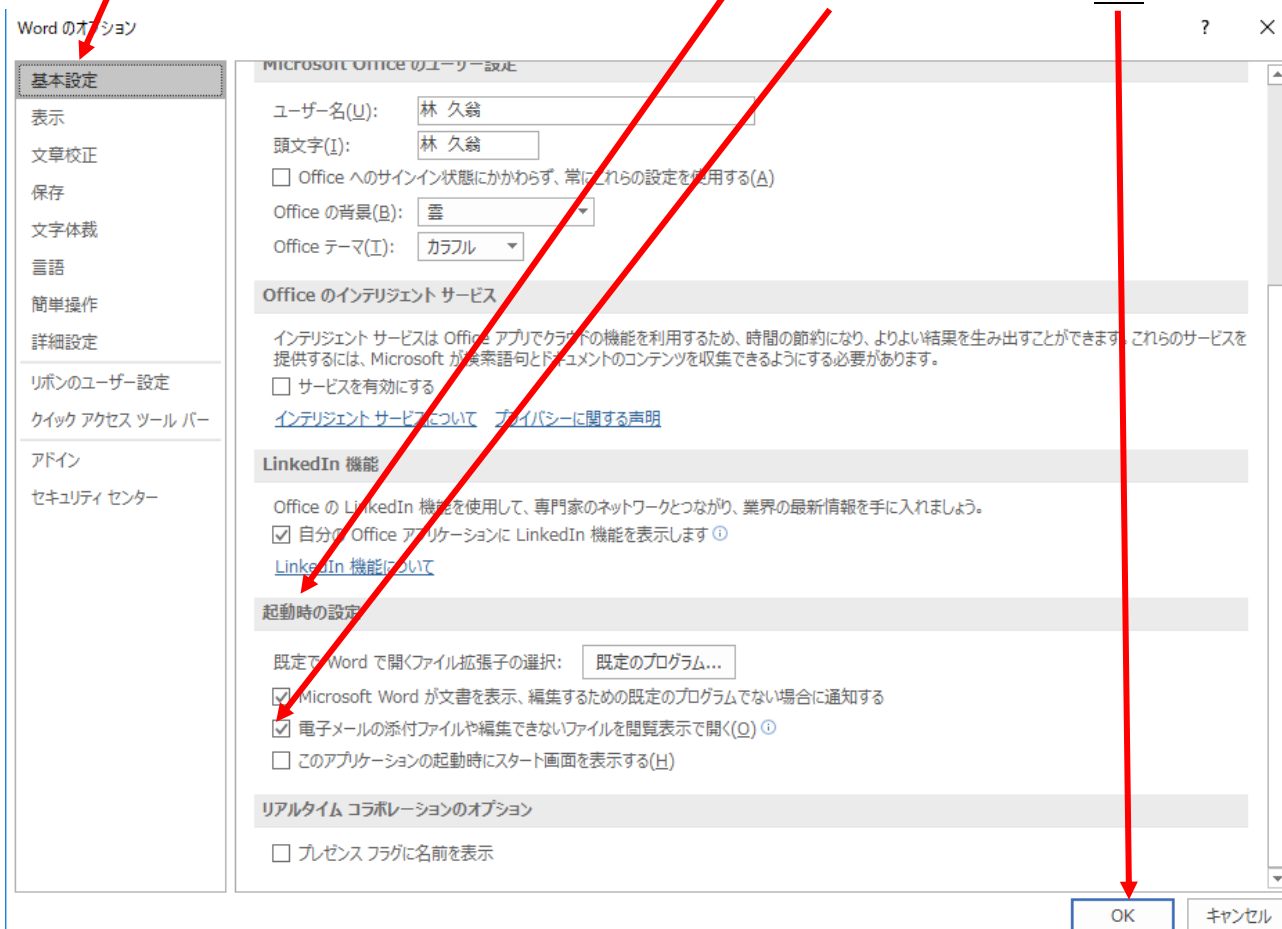 Word のオプション
?
基本設定
表示
文章校正
保存
文字体裁
言語
簡単操作
詳細設定
リボンのユーザー設定
クイック アクセス ツール バー
アドイン
セキュリティ センター
Microsoft Office のユーザー設定
ユーザー名(U): 林 久翁
頭文字(I): 林 久翁
Office へのサインイン状態にかかわらず、常にこれらの設定を使用する(A)
Office の背景(B): 雲
Office テーマ(T): カラフル
Office のインテリジェント サービス
インテリジェント サービスは Office アプリでクラウドの機能を利用するため、時間の節約になり、よりよい結果を生み出すことができます。これらのサービスを
提供するには、Microsoft が検索語句とドキュメントのコンテンツを収集できるようにする必要があります。
サービスを有効にする
インテリジェント サービスについて プライバシーに関する声明
LinkedIn 機能
Office の LinkedIn 機能を使用して、専門家のネットワークとつながり、業界の最新情報を手に入れましょう。
自分の Office アプリケーションに LinkedIn 機能を表示します
LinkedIn 機能について
起動時の設定
既定で Word で開くファイル拡張子の選択: 既定のプログラム...
Microsoft Word が文書を表示、編集するための既定のプログラムでない場合に通知する
電子メールの添付ファイルや編集できないファイルを閲覧表示で開く(O)
このアプリケーションの起動時にスタート画面を表示する(H)
リアルタイム コラボレーションのオプション
プレゼンス フラグに名前を表示
OK キャンセル